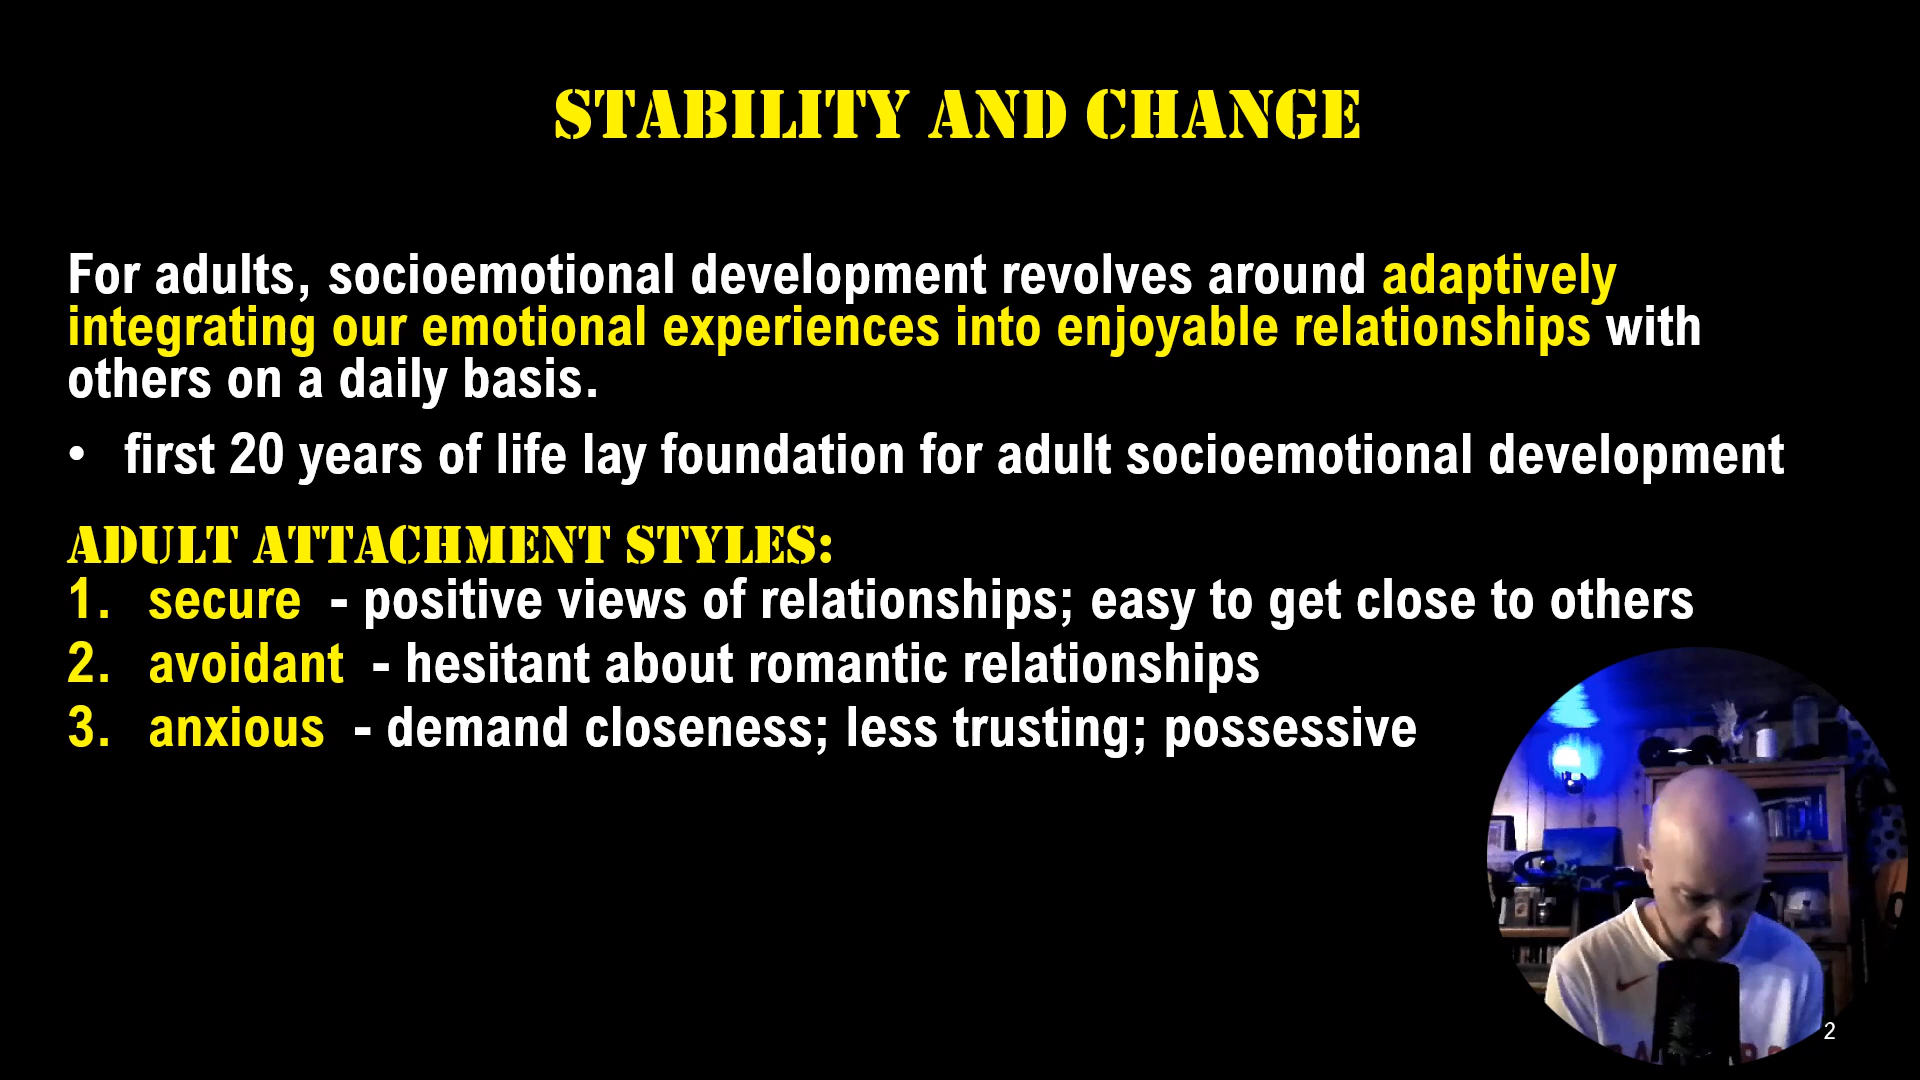 STABILITY AND CHANGE
For adults, socioemotional development revolves around adaptively
integrating our emotional experiences into enjoyable relationships with
others on a daily basis.
• first 20 years of life lay foundation for adult socioemotional development
ADULT ATTACHMENT STYLES:
1. secure - positive views of relationships; easy to get close to others
2. avoidant - hesitant about romantic relationships
3. anxious - demand closeness; less trusting; possessive
2